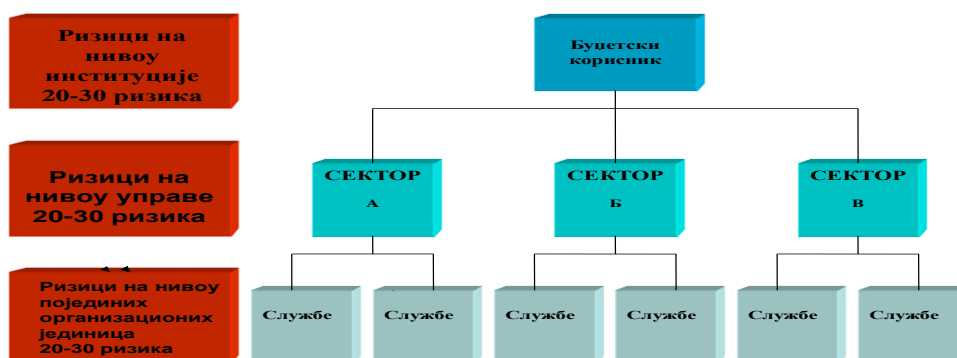 Ризици на
нивоу
институције
20-30 ризика
Буџетски
корисник
Ризици на
нивоу управе
20-30 ризика
СЕКТОР
А
СЕКТОР
Б
СЕКТОР
В
Ризици на нивоу
појединих
организационих
јединица
20-30 ризика
Службе
Службе
Службе
Службе
Службе
Службе